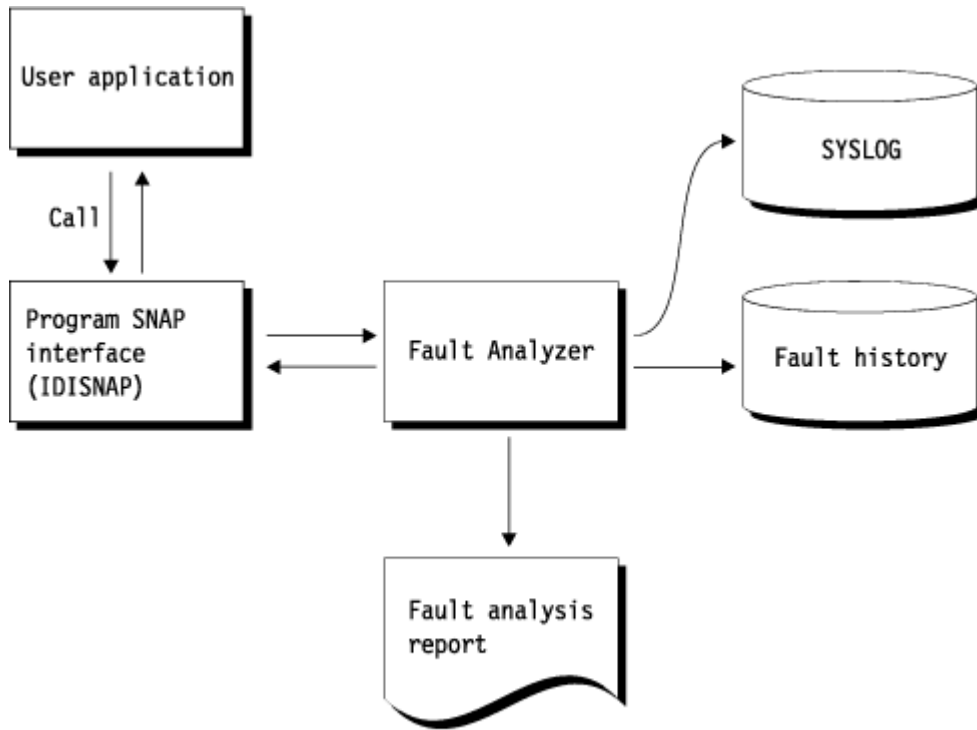 User application
Call
Program SNAP
interface
(IDISNAP)
Fault Analyzer
SYSLOG
Fault history
Fault analysis
report